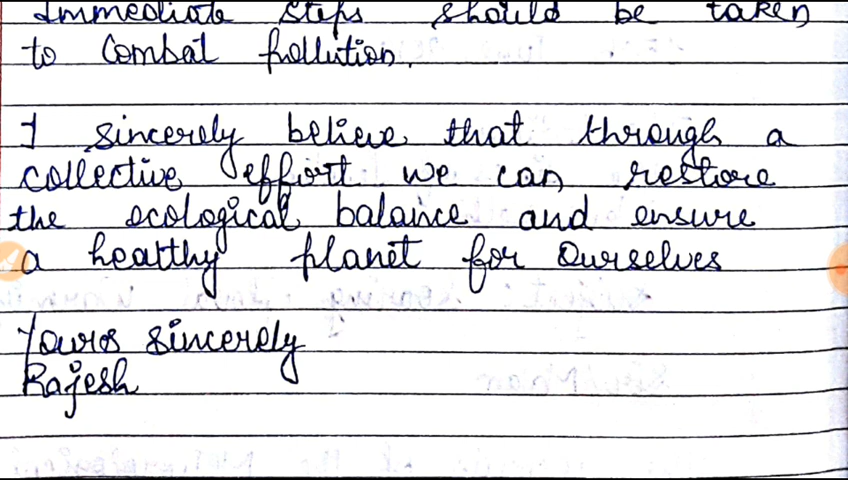 Immediate steps should be taken
to combat pollution.
I sincerely believe that through a
collective effort we can restore
the ecological balance and ensure
a healthy planet for ourselves
Yours sincerely
Rajesh